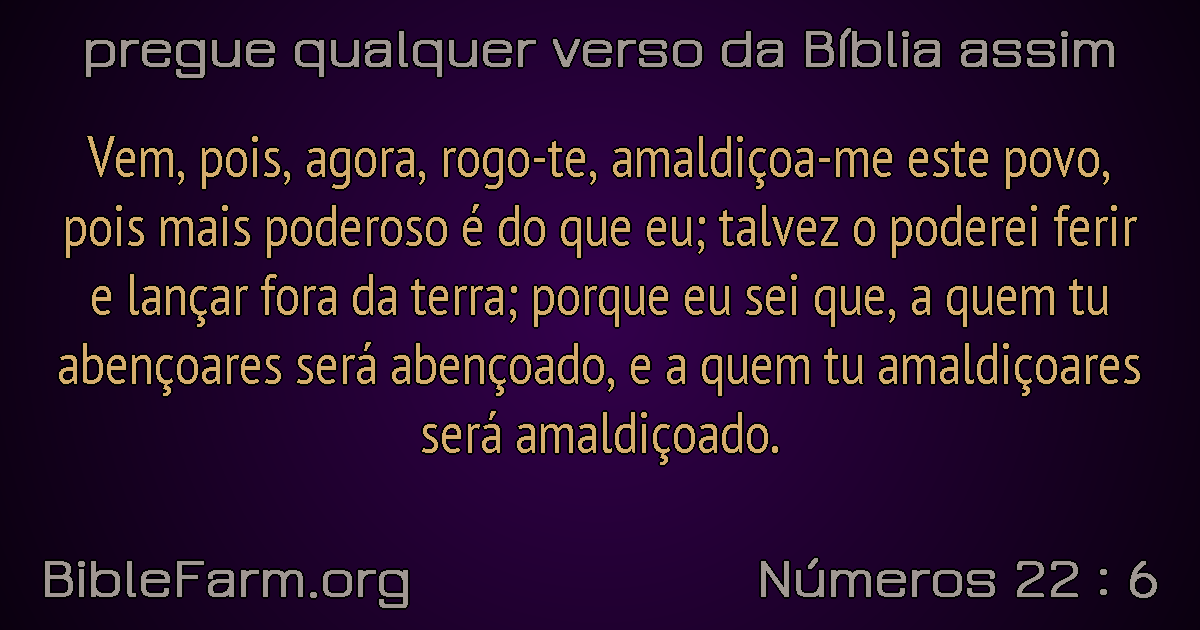 pregue qualquer verso da Bíblia assim
Vem, pois, agora, rogo-te, amaldiçoa-me este povo,
pois mais poderoso é do que eu; talvez o poderei ferir
e lançar fora da terra; porque eu sei que, a quem tu
abençoares será abençoado, e a quem tu amaldiçoares
será amaldiçoado.
BibleFarm.org
Números 22 : 6